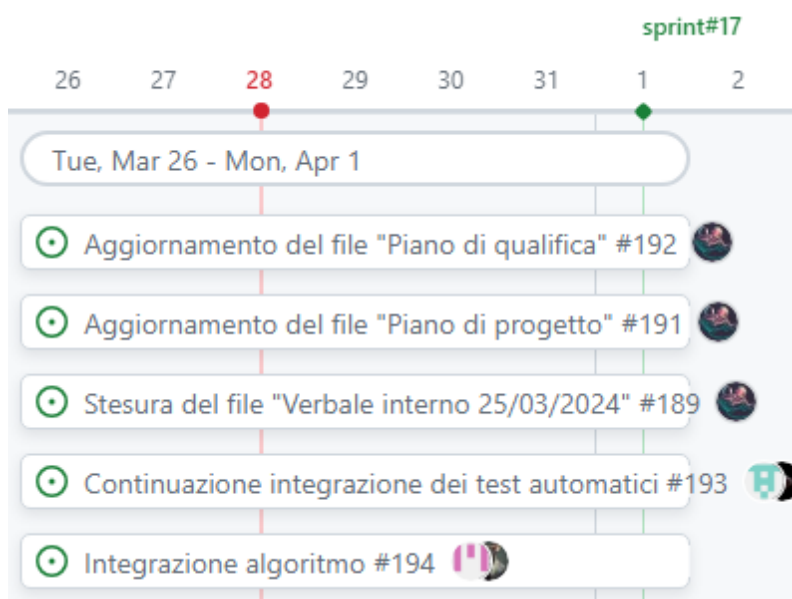 sprint#17
26 27 28 29 30 31 1 2
Tue, Mar 26 - Mon, Apr 1
Aggiornamento del file "Piano di qualifica" #192
Aggiornamento del file "Piano di progetto" #191
Stesura del file "Verbale interno 25/03/2024" #189
Continuazione integrazione dei test automatici #193
Integrazione algoritmo #194